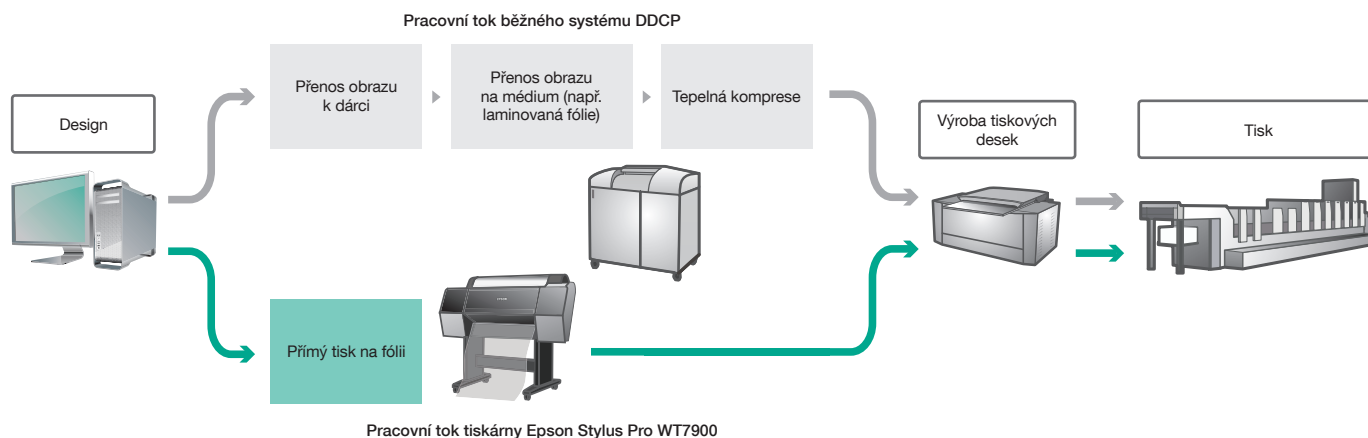 Pracovní tok běžného systému DDCP
Design
Přenos obrazu
k dárci
Přenos obrazu
na médium (např.
laminovaná fólie)
Tepelná komprese
Výroba tiskových
desek
Tisk
EPSON
Přímý tisk na fólii
Pracovní tok tiskárny Epson Stylus Pro WT7900